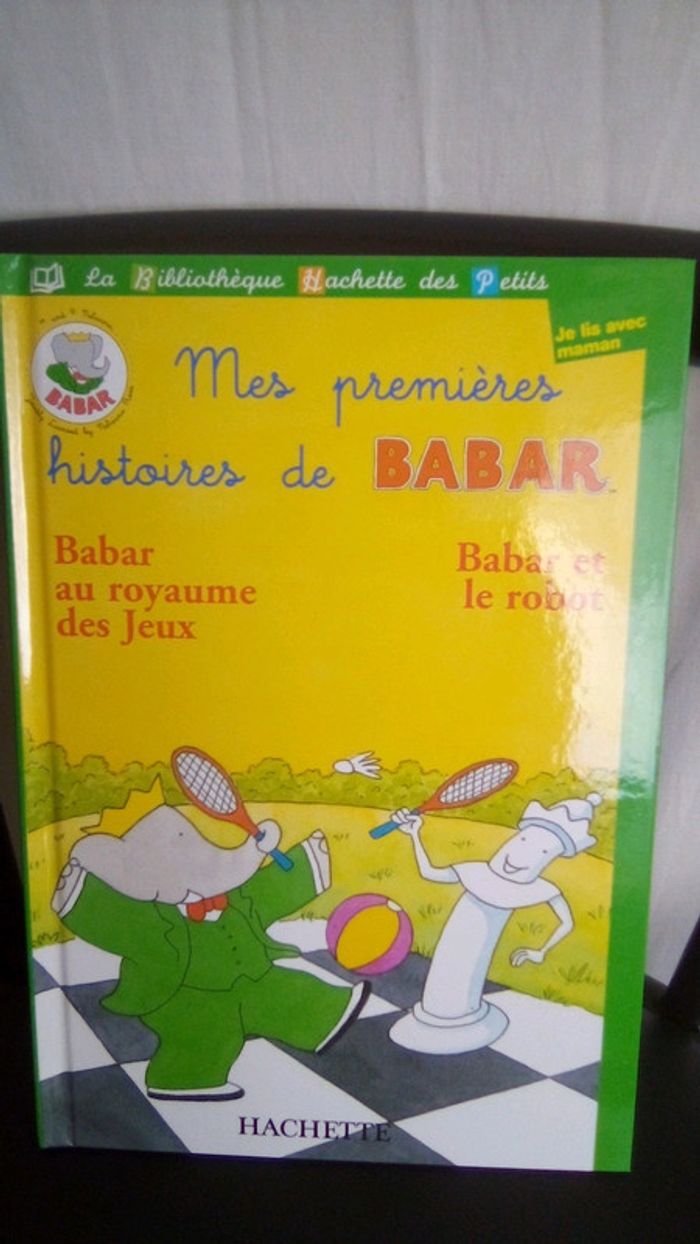 La Bibliothèque Hachette des Petits
Je lis avec
maman
BABAR
Mes premières
histoires de BABAR
Babar
au royaume
des Jeux
Babar et
le robot
HACHETTE